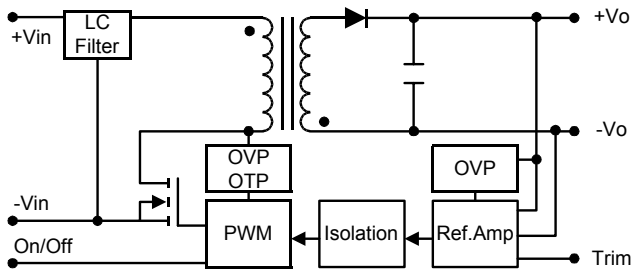 LC
Filter
+Vin
+Vo
-Vo
OVP
OTP
OVP
-Vin
On/Off
PWM
Isolation
Ref.Amp
Trim